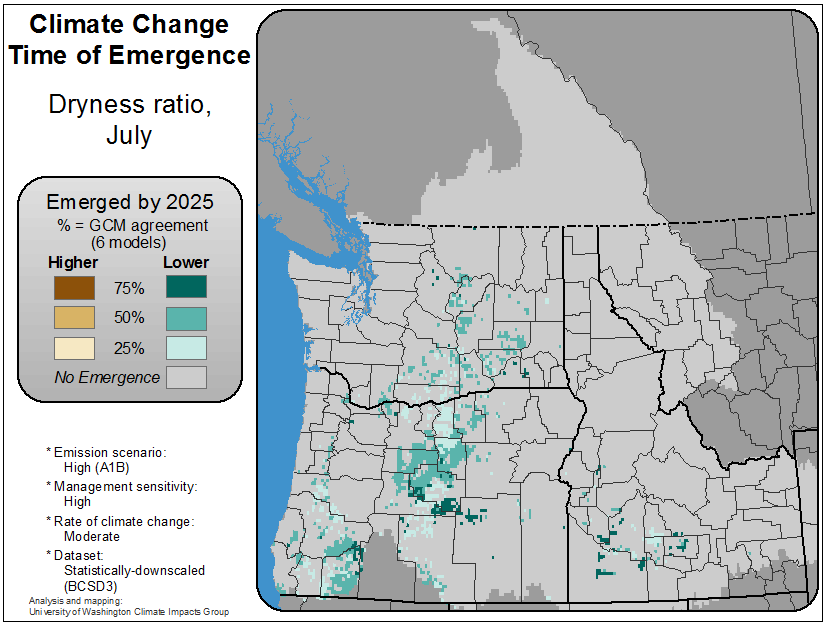 Climate Change
Time of Emergence
Dryness ratio,
July
Emerged by 2025
% = GCM agreement
(6 models)
Higher Lower
75%
50%
25%
No Emergence
* Emission scenario:
High (A1B)
* Management sensitivity:
High
* Rate of climate change:
Moderate
* Dataset:
Statistically-downscaled
(BCSD3)
Analysis and mapping:
University of Washington Climate Impacts Group